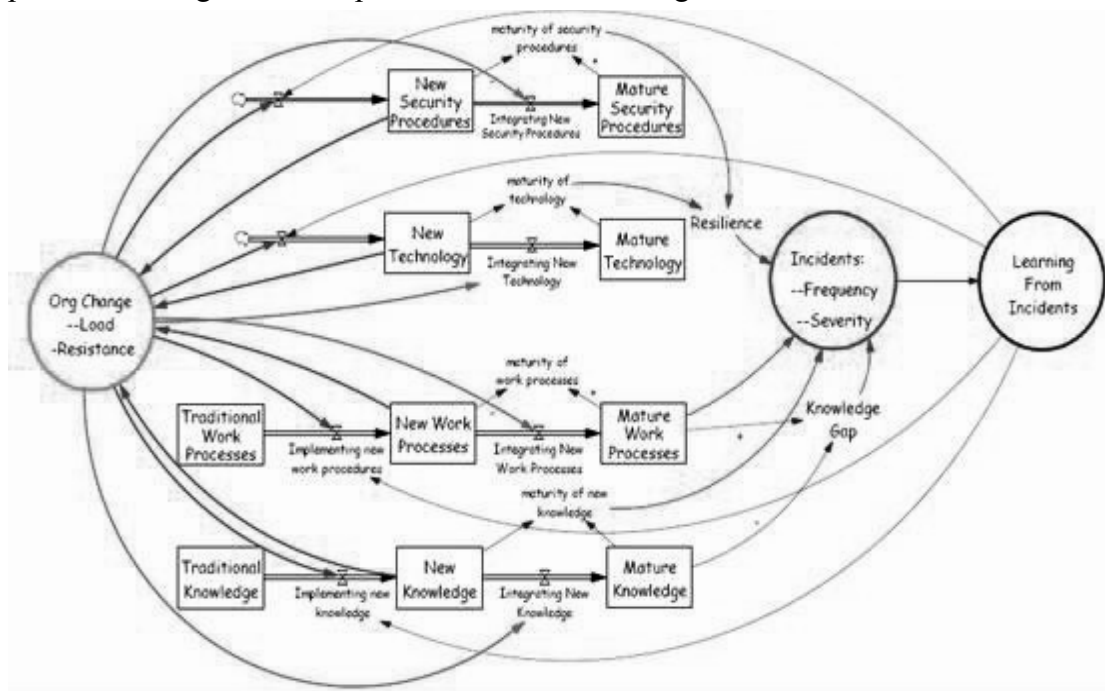 maturity of security
procedures
New
Security
Procedures
Integrating New
Security Procedures
Mature
Security
Procedures
maturity of
technology
New
Technology
Integrating New
Technology
Mature
Technology
Resilience
Incidents:
--Frequency
--Severity
Learning
From
Incidents
Org Change
--Load
-Resistance
maturity of
work processes
Traditional
Work
Processes
Implementing new
work procedures
New Work
Processes
Integrating New
Work Processes
Mature
Work
Processes
Knowledge
Gap
maturity of new
knowledge
Traditional
Knowledge
Implementing new
knowledge
New
Knowledge
Integrating New
Knowledge
Mature
Knowledge